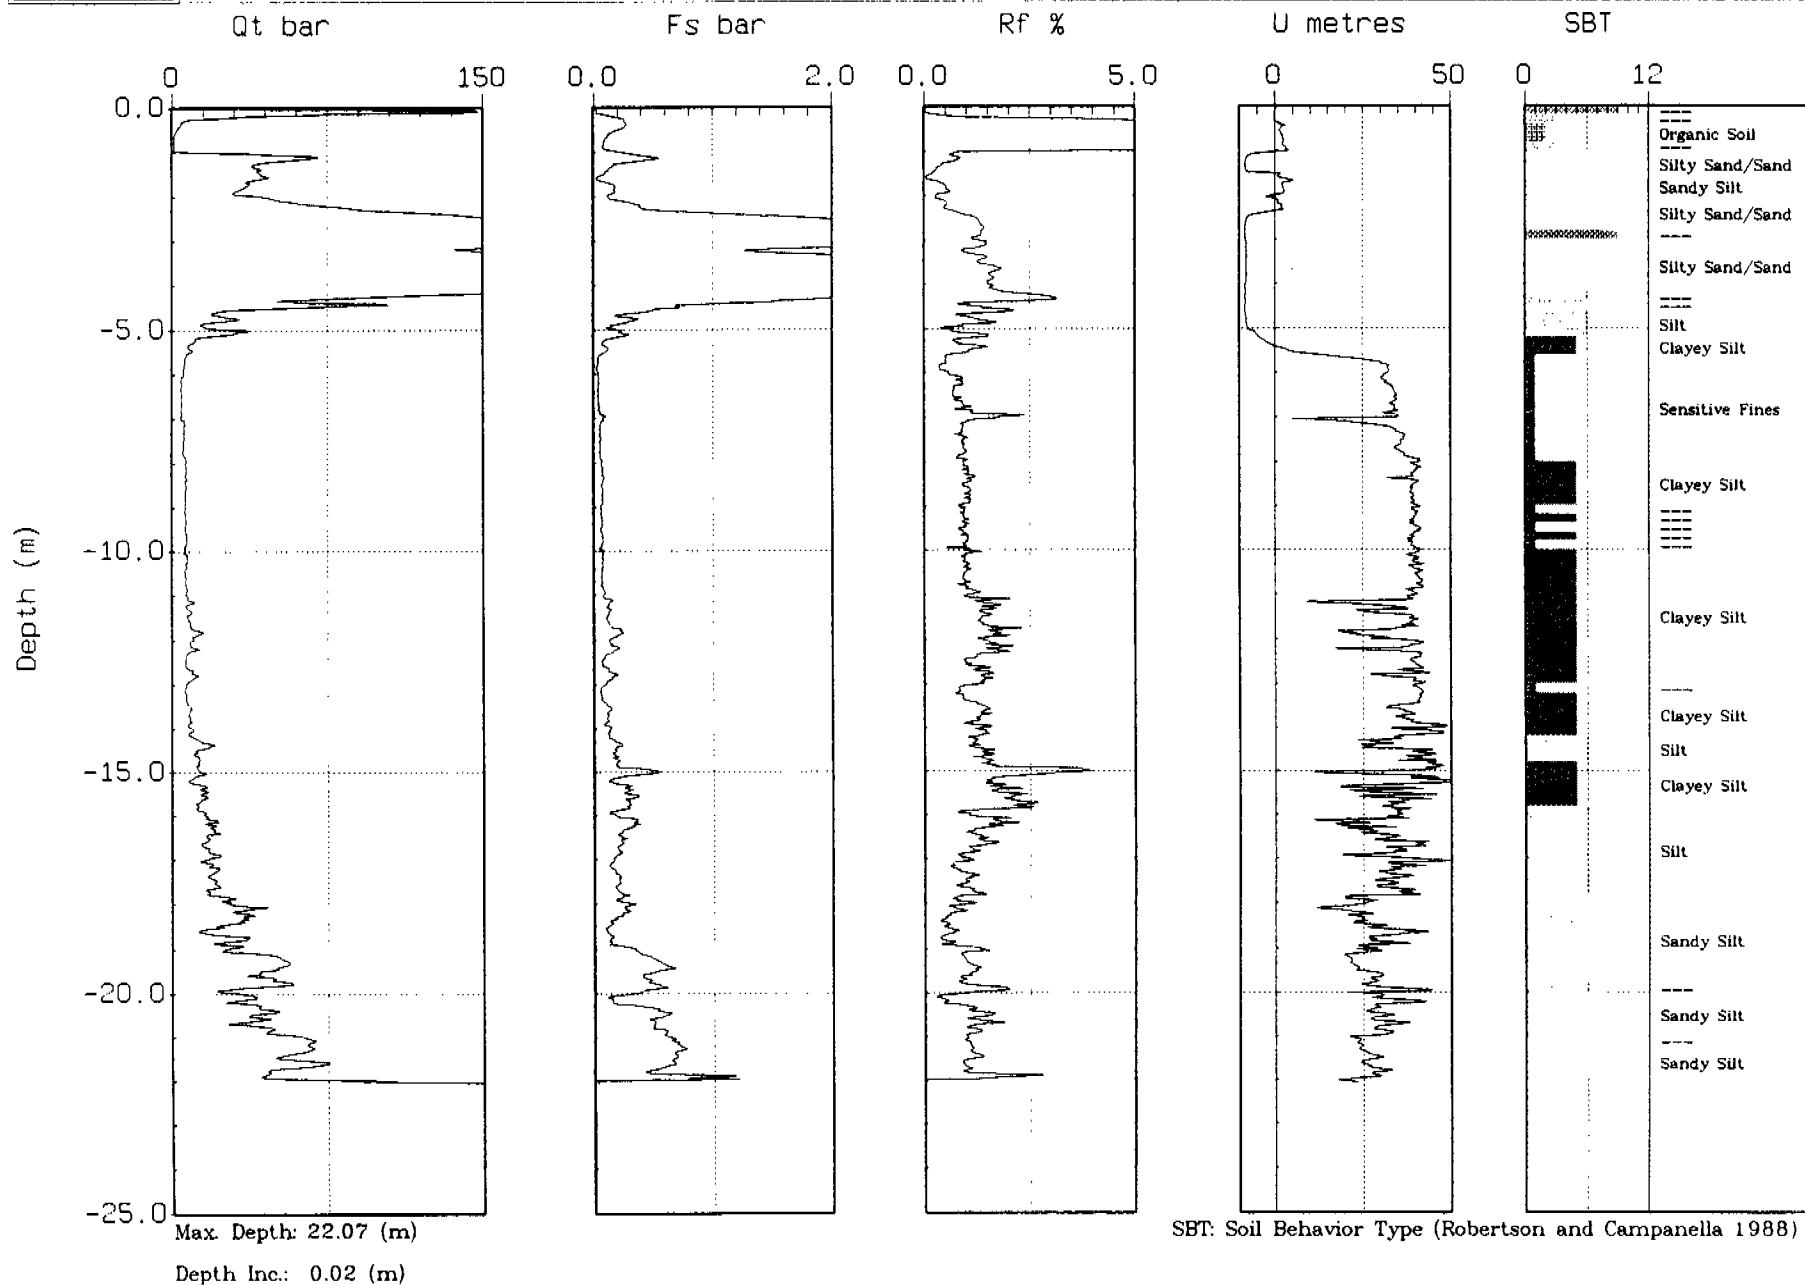 Qt bar Fs bar Rf % U metres SBT
0 150 0.0 2.0 0.0 5.0 0 50 0 12
0.0
Organic Soil
Silty Sand/Sand
Sandy Silt
Silty Sand/Sand
Silty Sand/Sand
Silt
-5.0
Clayey Silt
Sensitive Fines
Clayey Silt
-10.0
Depth (m)
Clayey Silt
Clayey Silt
Silt
-15.0
Clayey Silt
Silt
Sandy Silt
-20.0
Sandy Silt
Sandy Silt
-25.0
Max. Depth: 22.07 (m)
SBT: Soil Behavior Type (Robertson and Campanella 1988)
Depth Inc.: 0.02 (m)